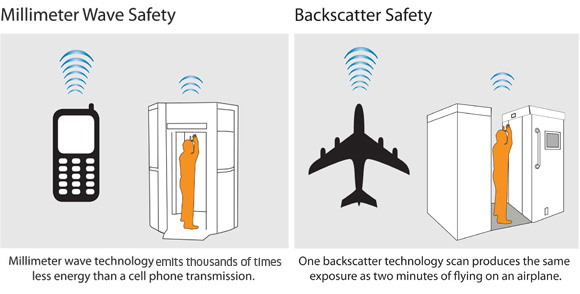 Millimeter Wave Safety
Millimeter wave technology emits thousands of times
less energy than a cell phone transmission.
Backscatter Safety
One backscatter technology scan produces the same
exposure as two minutes of flying on an airplane.